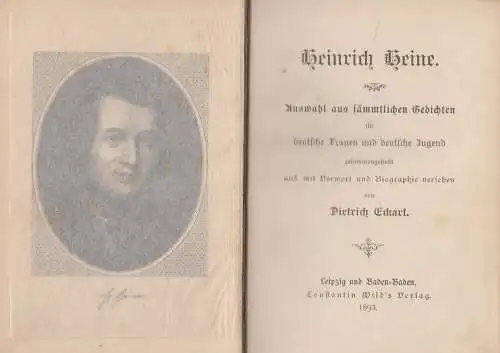 Heinrich Heine.
Auswahl aus sämmtlichen Gedichten
für
deutsche Frauen und deutsche Jugend
zusammengestellt
und mit Vorwort und Biographie versehen
von
Dietrich Eckart.
Leipzig und Baden-Baden.
Constantin Wild's Verlag.
1893.
H. Heine